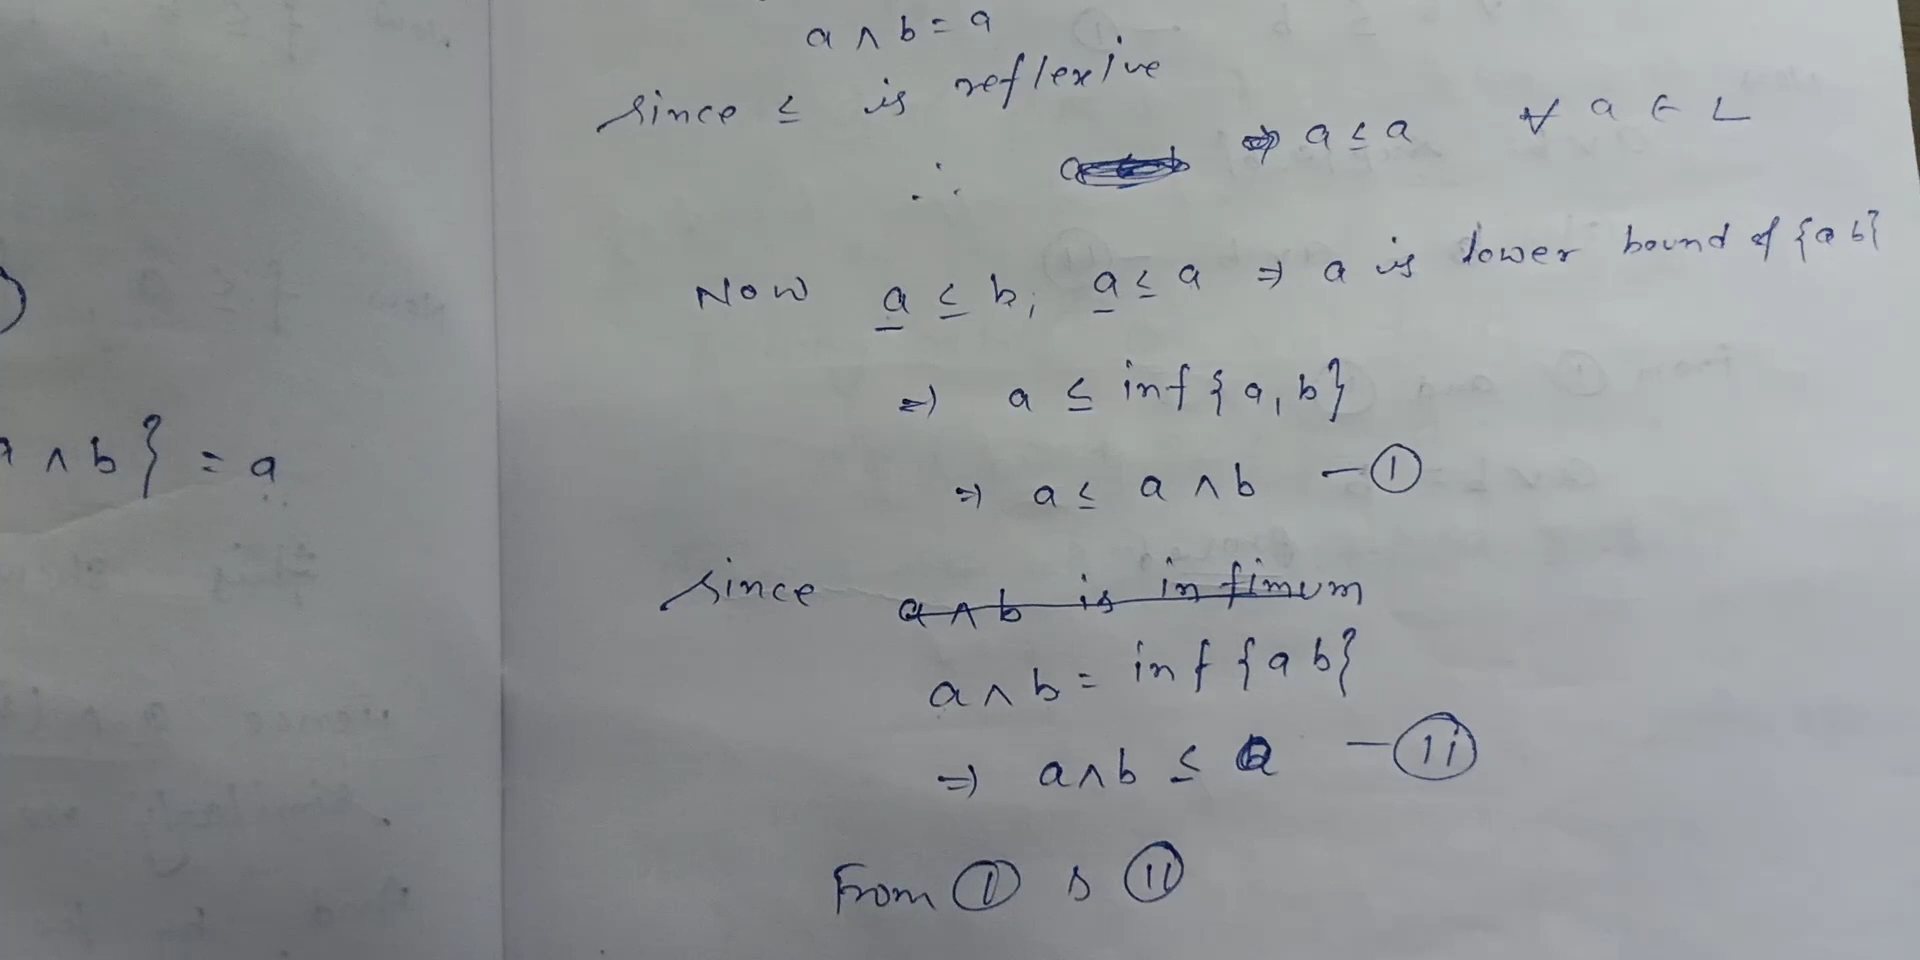 a ∧ b = a
Since ≤ is reflexive
∴ ⇒ a ≤ a ∀ a ∈ L
Now a ≤ b, a ≤ a ⇒ a is lower bound of {a b}
⇒ a ≤ inf {a, b}
∧ b} = a
⇒ a ≤ a ∧ b — (I)
Since a ∧ b is infimum
a ∧ b = inf {a b}
⇒ a ∧ b ≤ a — (II)
From (I) & (II)